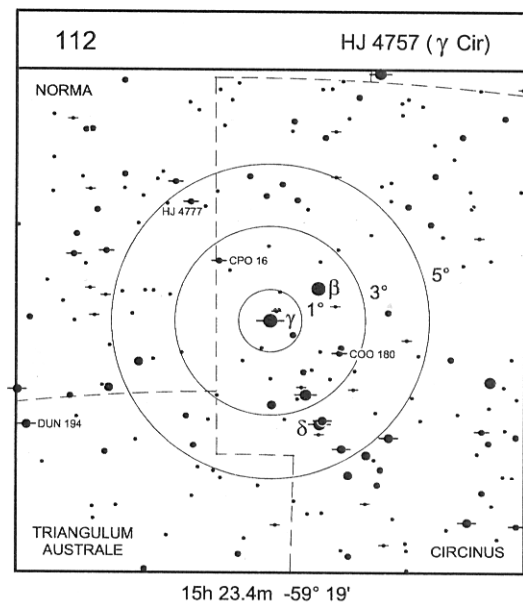 112 HJ 4757 (γ Cir)
NORMA
HJ 4777
CPO 16
5°
β 3°
1°
γ
COO 180
DUN 194
δ
TRIANGULUM
AUSTRALE
CIRCINUS
15h 23.4m -59° 19'